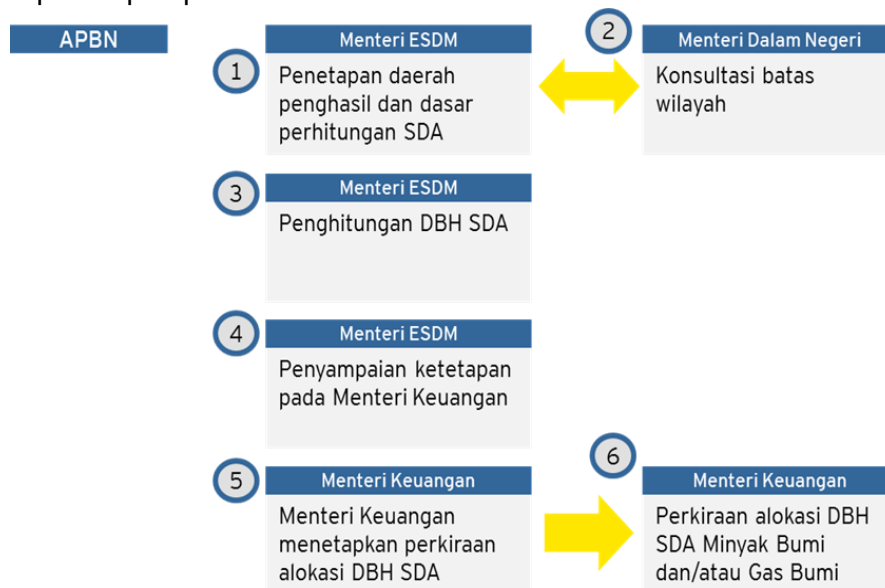 APBN
1
Menteri ESDM
Penetapan daerah
penghasil dan dasar
perhitungan SDA
2
Menteri Dalam Negeri
Konsultasi batas
wilayah
3
Menteri ESDM
Penghitungan DBH SDA
4
Menteri ESDM
Penyampaian ketetapan
pada Menteri Keuangan
5
Menteri Keuangan
Menteri Keuangan
menetapkan perkiraan
alokasi DBH SDA
6
Menteri Keuangan
Perkiraan alokasi DBH
SDA Minyak Bumi
dan/atau Gas Bumi